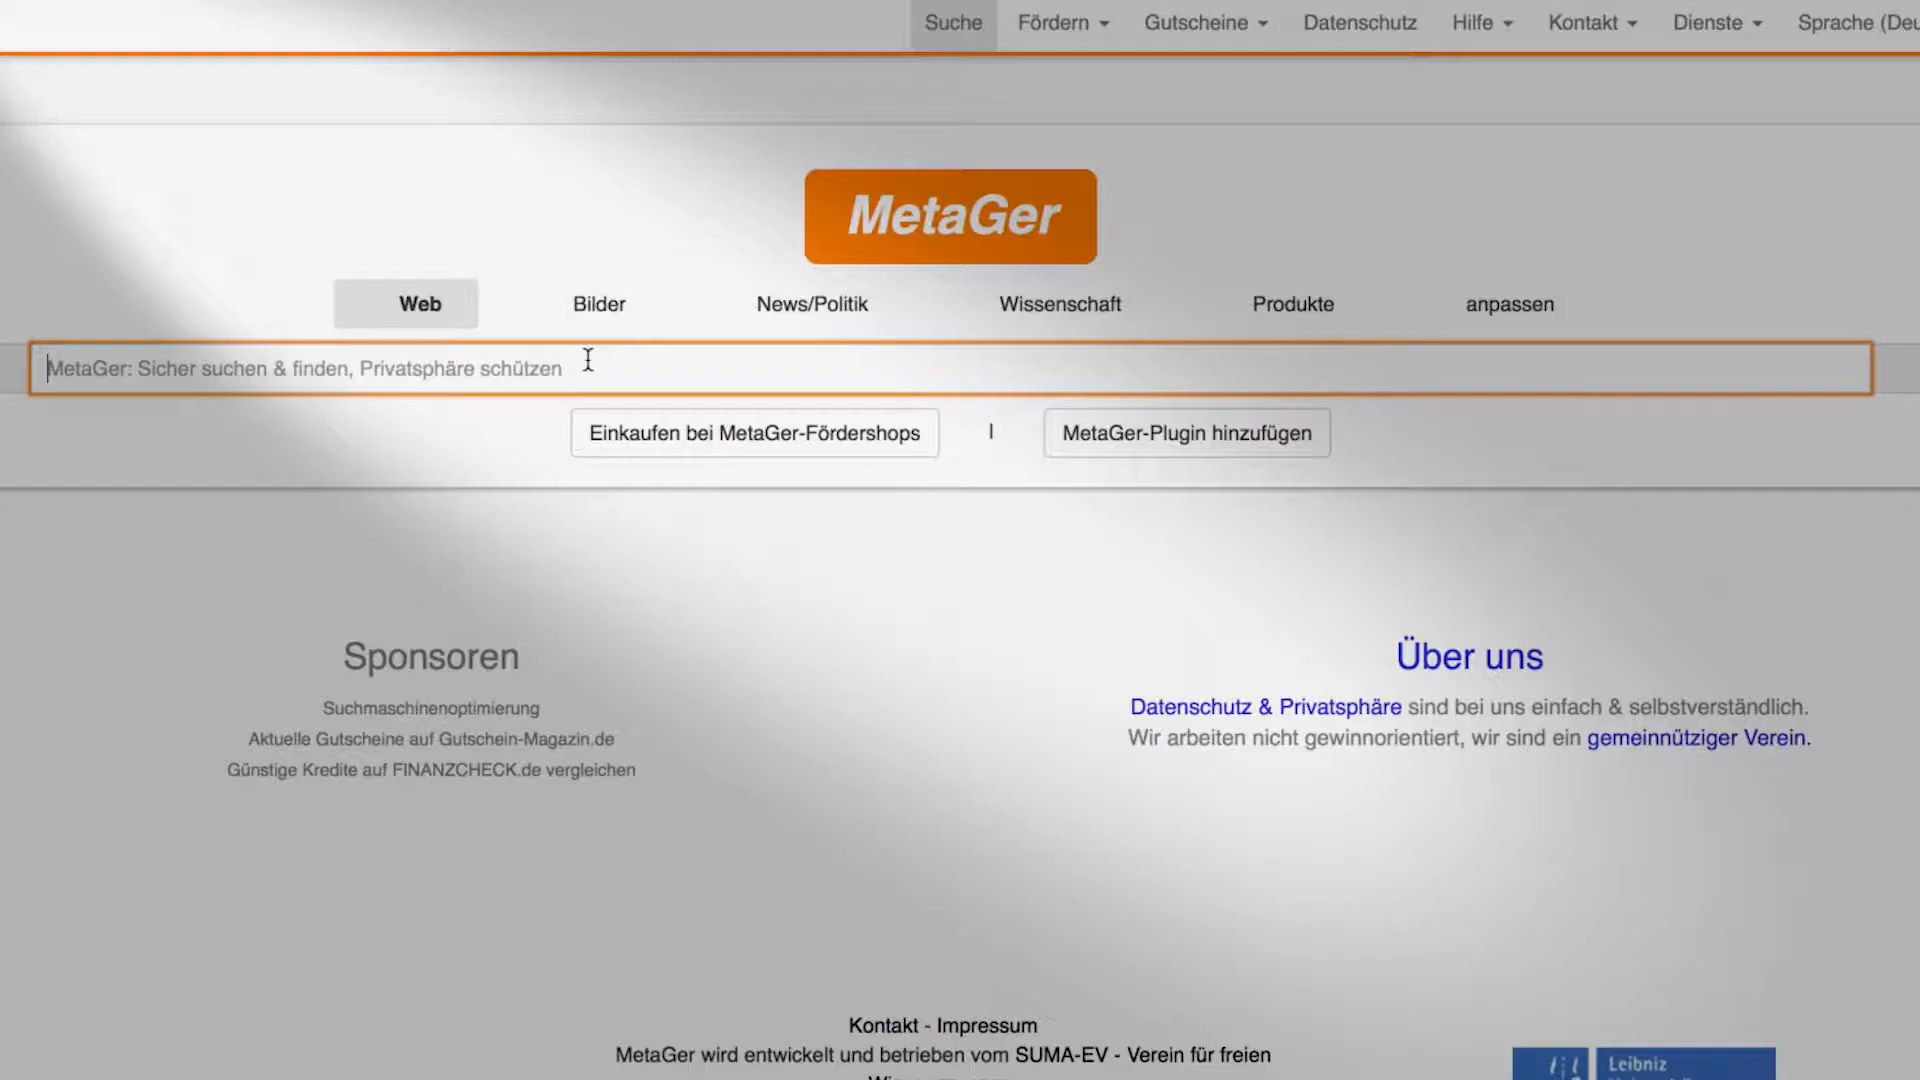 Suche Fördern Gutscheine Datenschutz Hilfe Kontakt Dienste Sprache
MetaGer
Web Bilder News/Politik Wissenschaft Produkte anpassen
MetaGer: Sicher suchen & finden, Privatsphäre schützen
Einkaufen bei MetaGer-Fördershops | MetaGer-Plugin hinzufügen
Sponsoren
Suchmaschinenoptimierung
Aktuelle Gutscheine auf Gutschein-Magazin.de
Günstige Kredite auf FINANZCHECK.de vergleichen
Über uns
Datenschutz & Privatsphäre sind bei uns einfach & selbstverständlich.
Wir arbeiten nicht gewinnorientiert, wir sind ein gemeinnütziger Verein.
Kontakt - Impressum
MetaGer wird entwickelt und betrieben vom SUMA-EV - Verein für freien
Leibniz